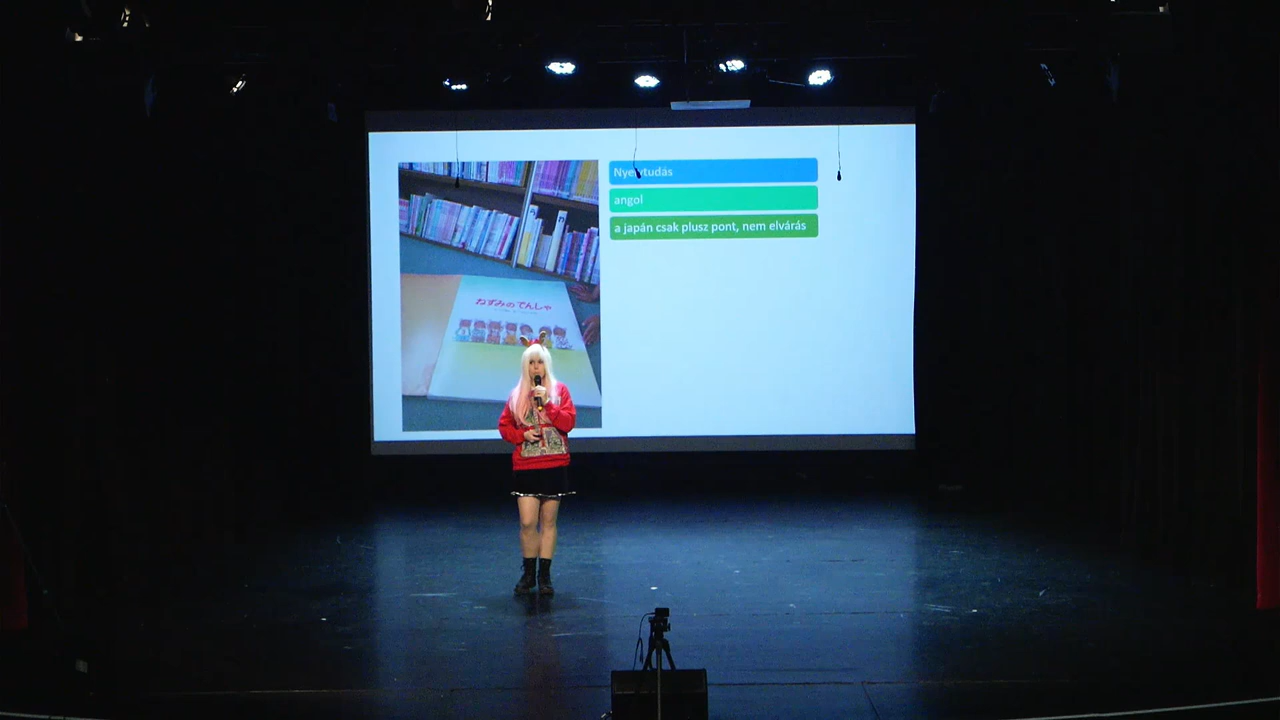 Nyelvtudás
angol
a japán csak plusz pont, nem elvárás
ねずみのでんしゃ